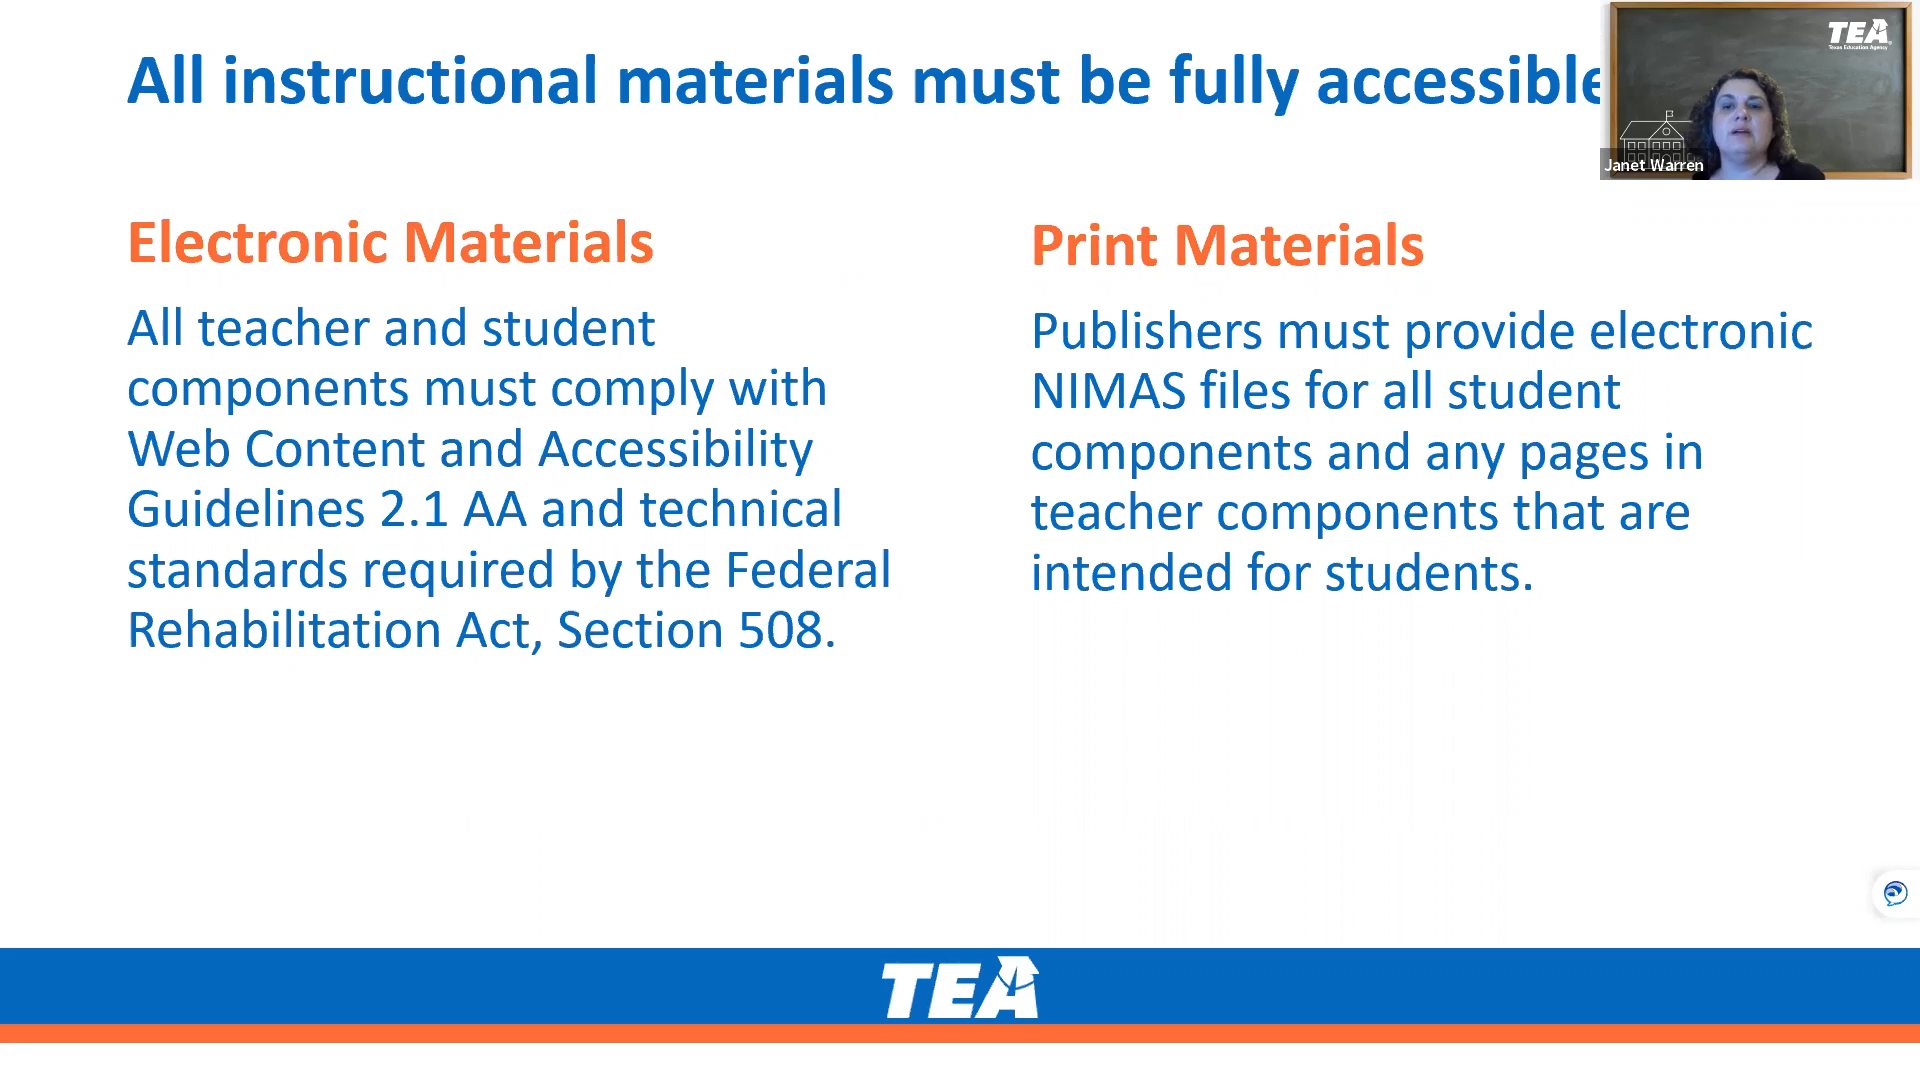 All instructional materials must be fully accessible
TEA
Texas Education Agency
Janet Warren
Electronic Materials
All teacher and student
components must comply with
Web Content and Accessibility
Guidelines 2.1 AA and technical
standards required by the Federal
Rehabilitation Act, Section 508.
Print Materials
Publishers must provide electronic
NIMAS files for all student
components and any pages in
teacher components that are
intended for students.
TEA